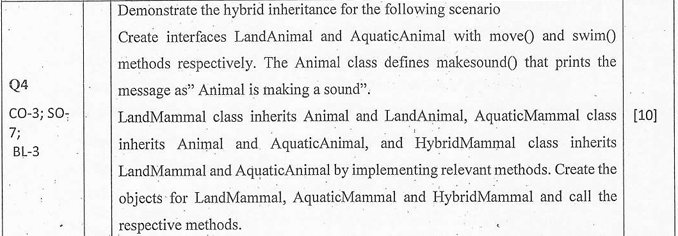 Demonstrate the hybrid inheritance for the following scenario
Create interfaces LandAnimal and AquaticAnimal with move() and swim()
methods respectively. The Animal class defines makesound() that prints the
message as” Animal is making a sound”.
Q4
CO-3; SO-
7;
BL-3
LandMammal class inherits Animal and LandAnimal, AquaticMammal class
inherits Animal and AquaticAnimal, and HybridMammal class inherits
LandMammal and AquaticAnimal by implementing relevant methods. Create the
objects for LandMammal, AquaticMammal and HybridMammal and call the
respective methods.
[10]